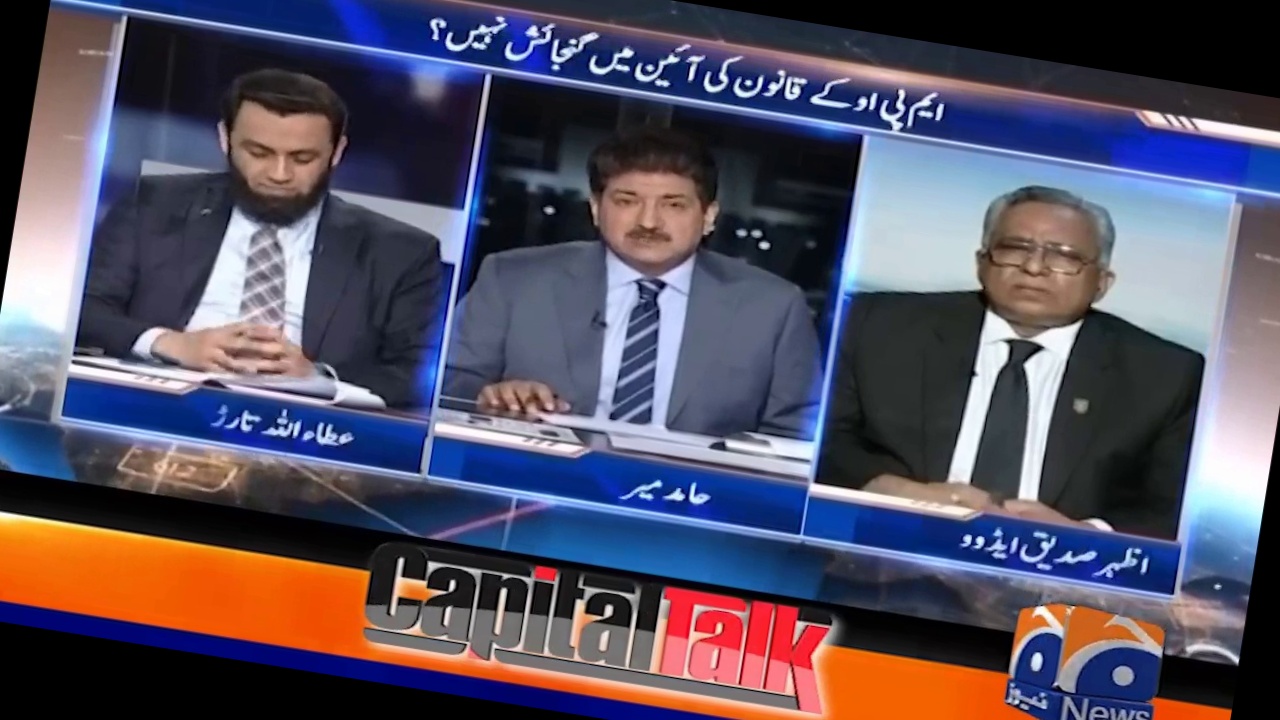 ایم پی او کے قانون کی آئین میں گنجائش نہیں؟
عطاء اللہ تارڑ
حامد میر
اظہر صدیق ایڈوو
Capital Talk
نیوز
News